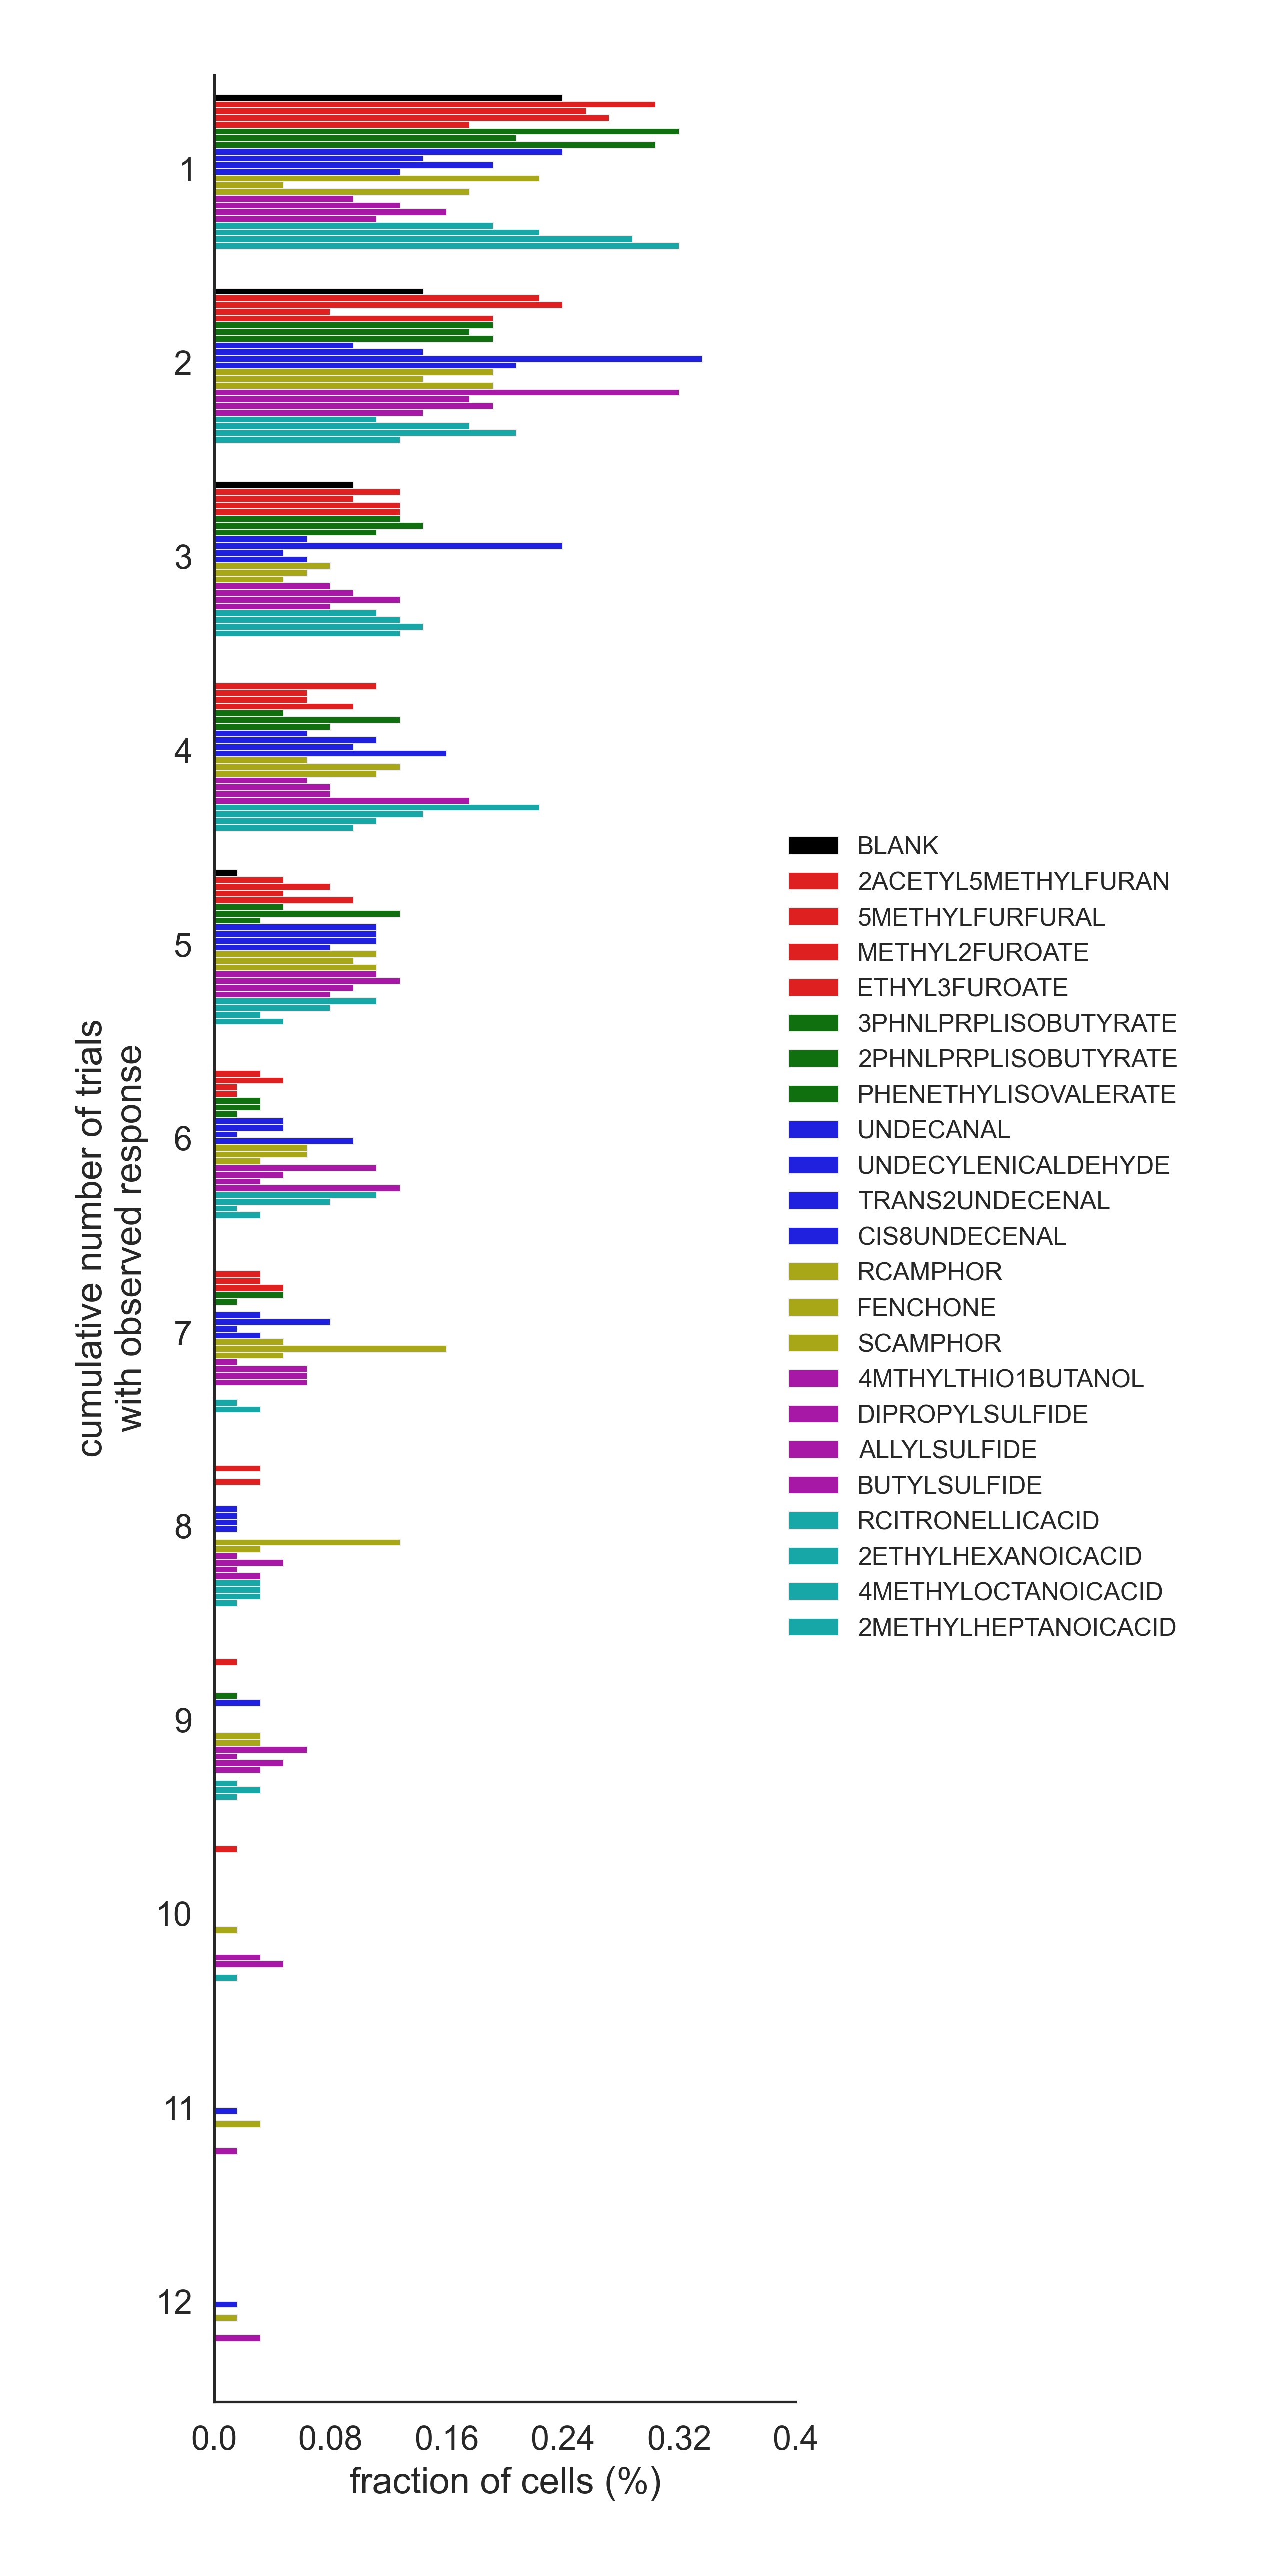 1
2
3
4
5
6
7
8
9
10
11
12
cumulative number of trials
with observed response
0.0 0.08 0.16 0.24 0.32 0.4
fraction of cells (%)
BLANK
2ACETYL5METHYLFURAN
5METHYLFURFURAL
METHYL2FUROATE
ETHYL3FUROATE
3PHNLPRPLISOBUTYRATE
2PHNLPRPLISOBUTYRATE
PHENETHYLISOVALERATE
UNDECANAL
UNDECYLENICALDEHYDE
TRANS2UNDECENAL
CIS8UNDECENAL
RCAMPHOR
FENCHONE
SCAMPHOR
4MTHYLTHIO1BUTANOL
DIPROPYLSULFIDE
ALLYLSULFIDE
BUTYLSULFIDE
RCITRONELLICACID
2ETHYLHEXANOICACID
4METHYLOCTANOICACID
2METHYLHEPTANOICACID